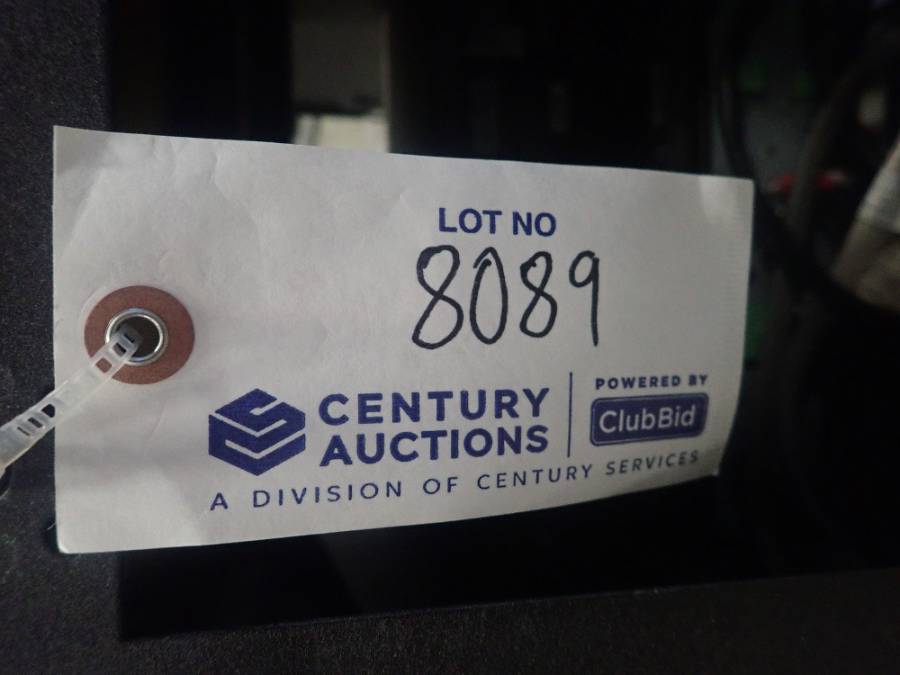 LOT NO
8089
CENTURY
AUCTIONS
POWERED BY
ClubBid
A DIVISION OF CENTURY SERVICES